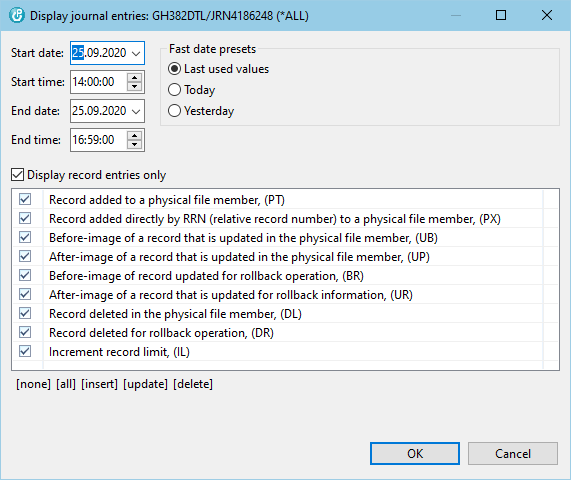 Display journal entries: GH382DTL/JRN4186248 (*ALL)
Start date: 25.09.2020
Start time: 14:00:00
End date: 25.09.2020
End time: 16:59:00
Fast date presets
Last used values
Today
Yesterday
Display record entries only
Record added to a physical file member, (PT)
Record added directly by RRN (relative record number) to a physical file member, (PX)
Before-image of a record that is updated in the physical file member, (UB)
After-image of a record that is updated in the physical file member, (UP)
Before-image of record updated for rollback operation, (BR)
After-image of a record that is updated for rollback information, (UR)
Record deleted in the physical file member, (DL)
Record deleted for rollback operation, (DR)
Increment record limit, (IL)
[none] [all] [insert] [update] [delete]
OK Cancel